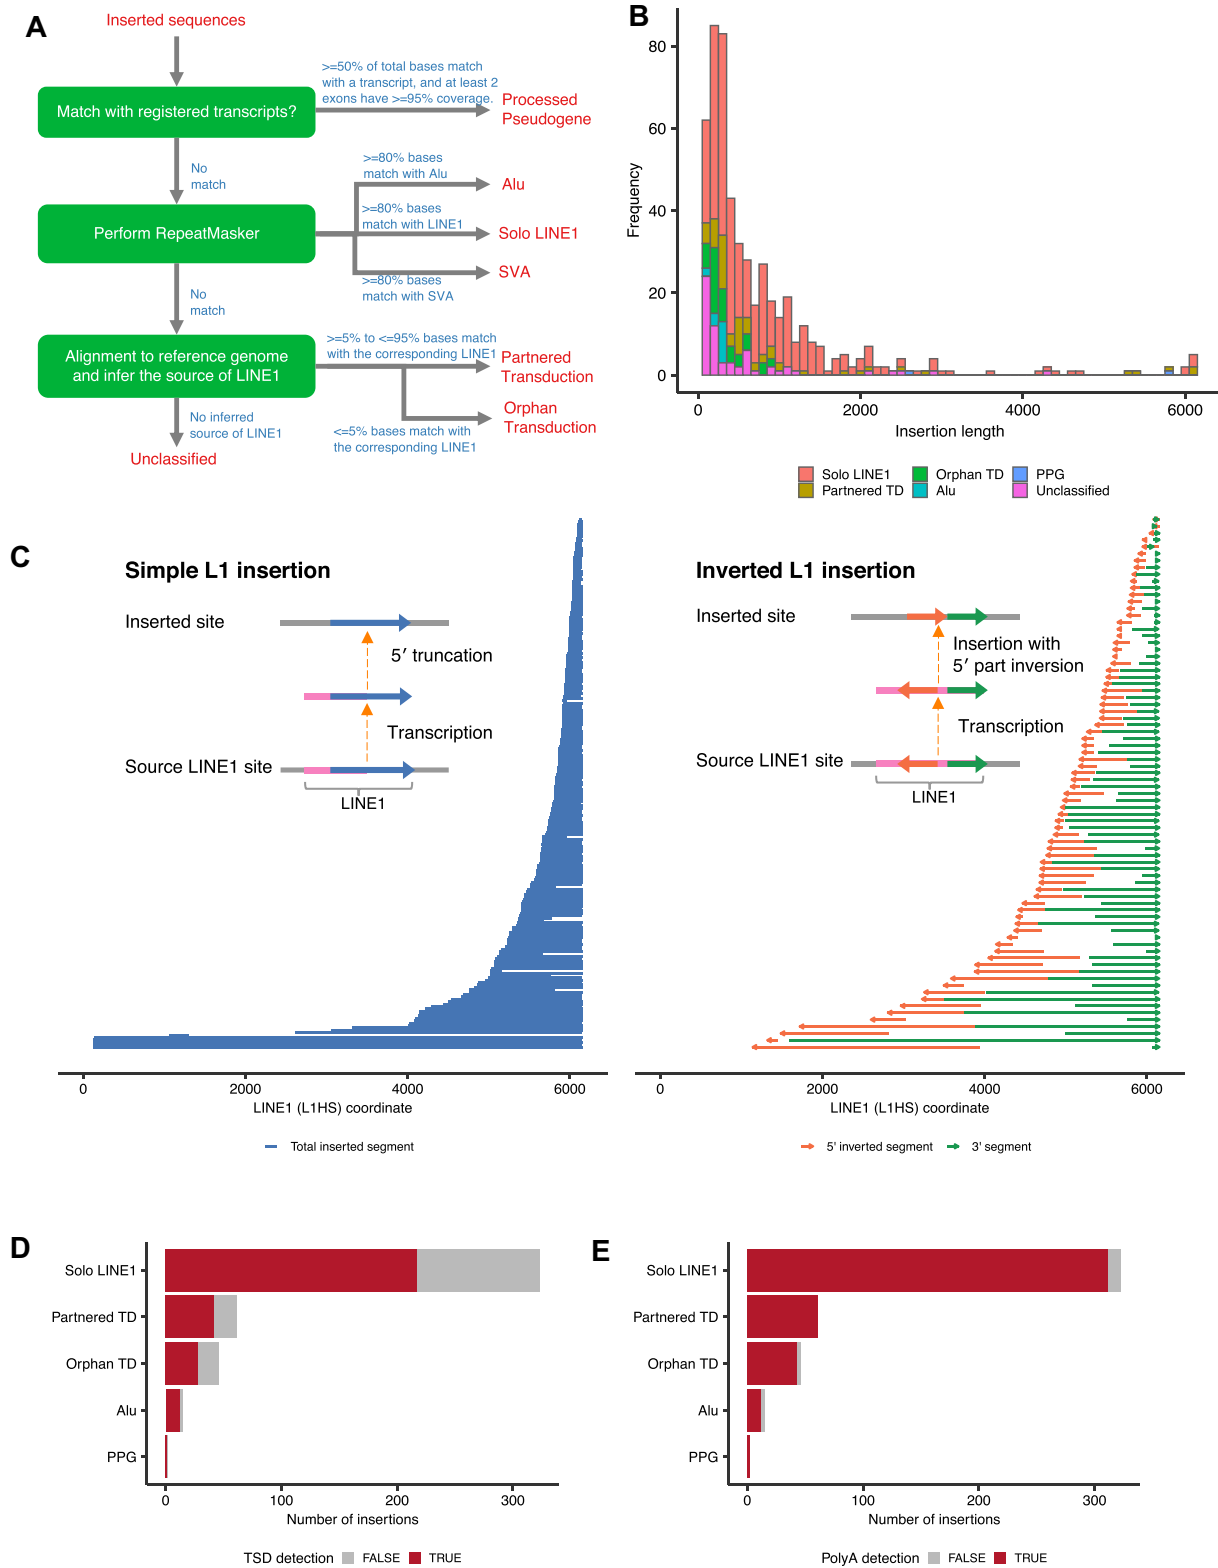 A
Inserted sequences
>=50% of total bases match
with a transcript, and at least 2
exons have >=95% coverage.
Match with registered transcripts?
Processed
Pseudogene
No
match
>=80% bases
match with Alu
Alu
>=80% bases
match with LINE1
Perform RepeatMasker
Solo LINE1
SVA
>=80% bases
match with SVA
No
match
>=5% to <=95% bases match
with the corresponding LINE1
Alignment to reference genome
and infer the source of LINE1
Partnered
Transduction
Orphan
Transduction
No inferred
source of LINE1
<=5% bases match with
the corresponding LINE1
Unclassified
B
Frequency
80
60
40
20
0
0 2000 4000 6000
Insertion length
Solo LINE1 Orphan TD PPG
Partnered TD Alu Unclassified
C
Simple L1 insertion
Inserted site
5′ truncation
Transcription
Source LINE1 site
LINE1
0 2000 4000 6000
LINE1 (L1HS) coordinate
Total inserted segment
Inverted L1 insertion
Inserted site
Insertion with
5′ part inversion
Transcription
Source LINE1 site
LINE1
0 2000 4000 6000
LINE1 (L1HS) coordinate
5' inverted segment 3' segment
D
Solo LINE1
Partnered TD
Orphan TD
Alu
PPG
0 100 200 300
Number of insertions
TSD detection FALSE TRUE
E
Solo LINE1
Partnered TD
Orphan TD
Alu
PPG
0 100 200 300
Number of insertions
PolyA detection FALSE TRUE